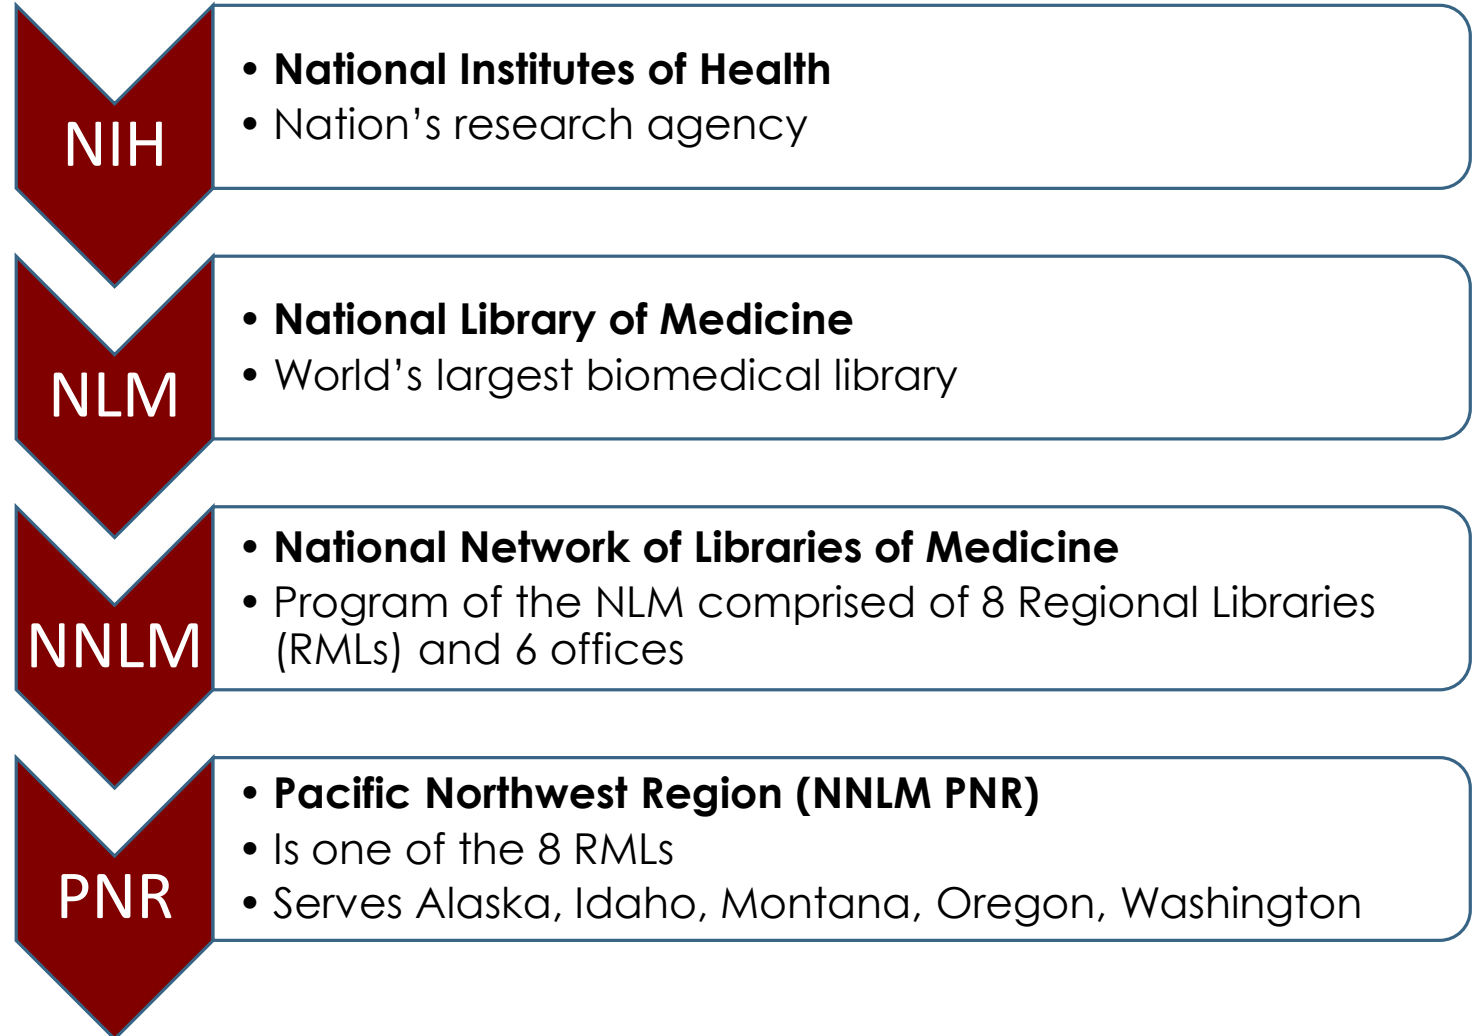 NIH
• National Institutes of Health
• Nation’s research agency
NLM
• National Library of Medicine
• World’s largest biomedical library
NNLM
• National Network of Libraries of Medicine
• Program of the NLM comprised of 8 Regional Libraries
(RMLs) and 6 offices
PNR
• Pacific Northwest Region (NNLM PNR)
• Is one of the 8 RMLs
• Serves Alaska, Idaho, Montana, Oregon, Washington